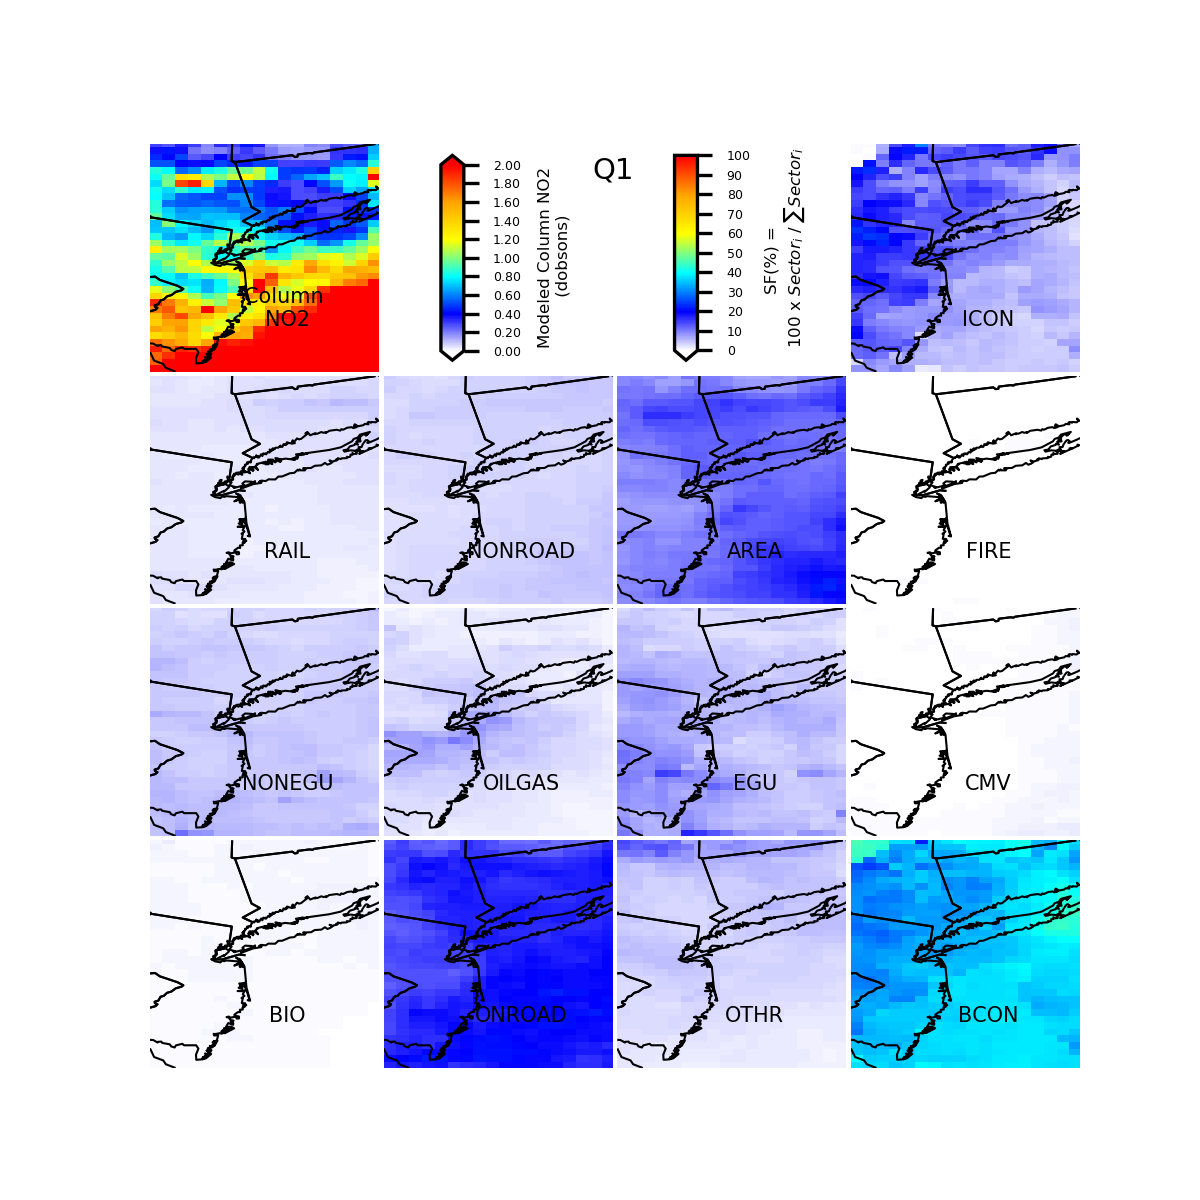 Column
NO2
2.00
1.80
1.60
1.40
1.20
1.00
0.80
0.60
0.40
0.20
0.00
Modeled Column NO2
(dobsons)
Q1
100
90
80
70
60
50
40
30
20
10
0
SF(%) =
100 x Sectorᵢ / ∑Sectorᵢ
ICON
RAIL
NONROAD
AREA
FIRE
NONEGU
OILGAS
EGU
CMV
BIO
ONROAD
OTHR
BCON